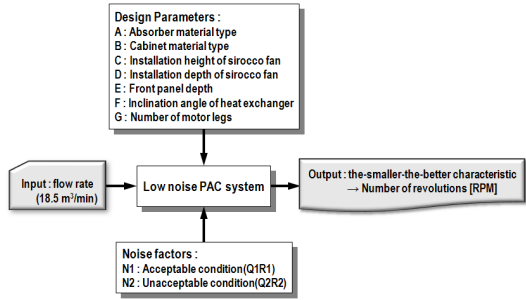 Design Parameters :
A : Absorber material type
B : Cabinet material type
C : Installation height of sirocco fan
D : Installation depth of sirocco fan
E : Front panel depth
F : Inclination angle of heat exchanger
G : Number of motor legs
Input : flow rate
(18.5 m³/min)
Low noise PAC system
Output : the-smaller-the-better characteristic
→ Number of revolutions [RPM]
Noise factors :
N1 : Acceptable condition(Q1R1)
N2 : Unacceptable condition(Q2R2)